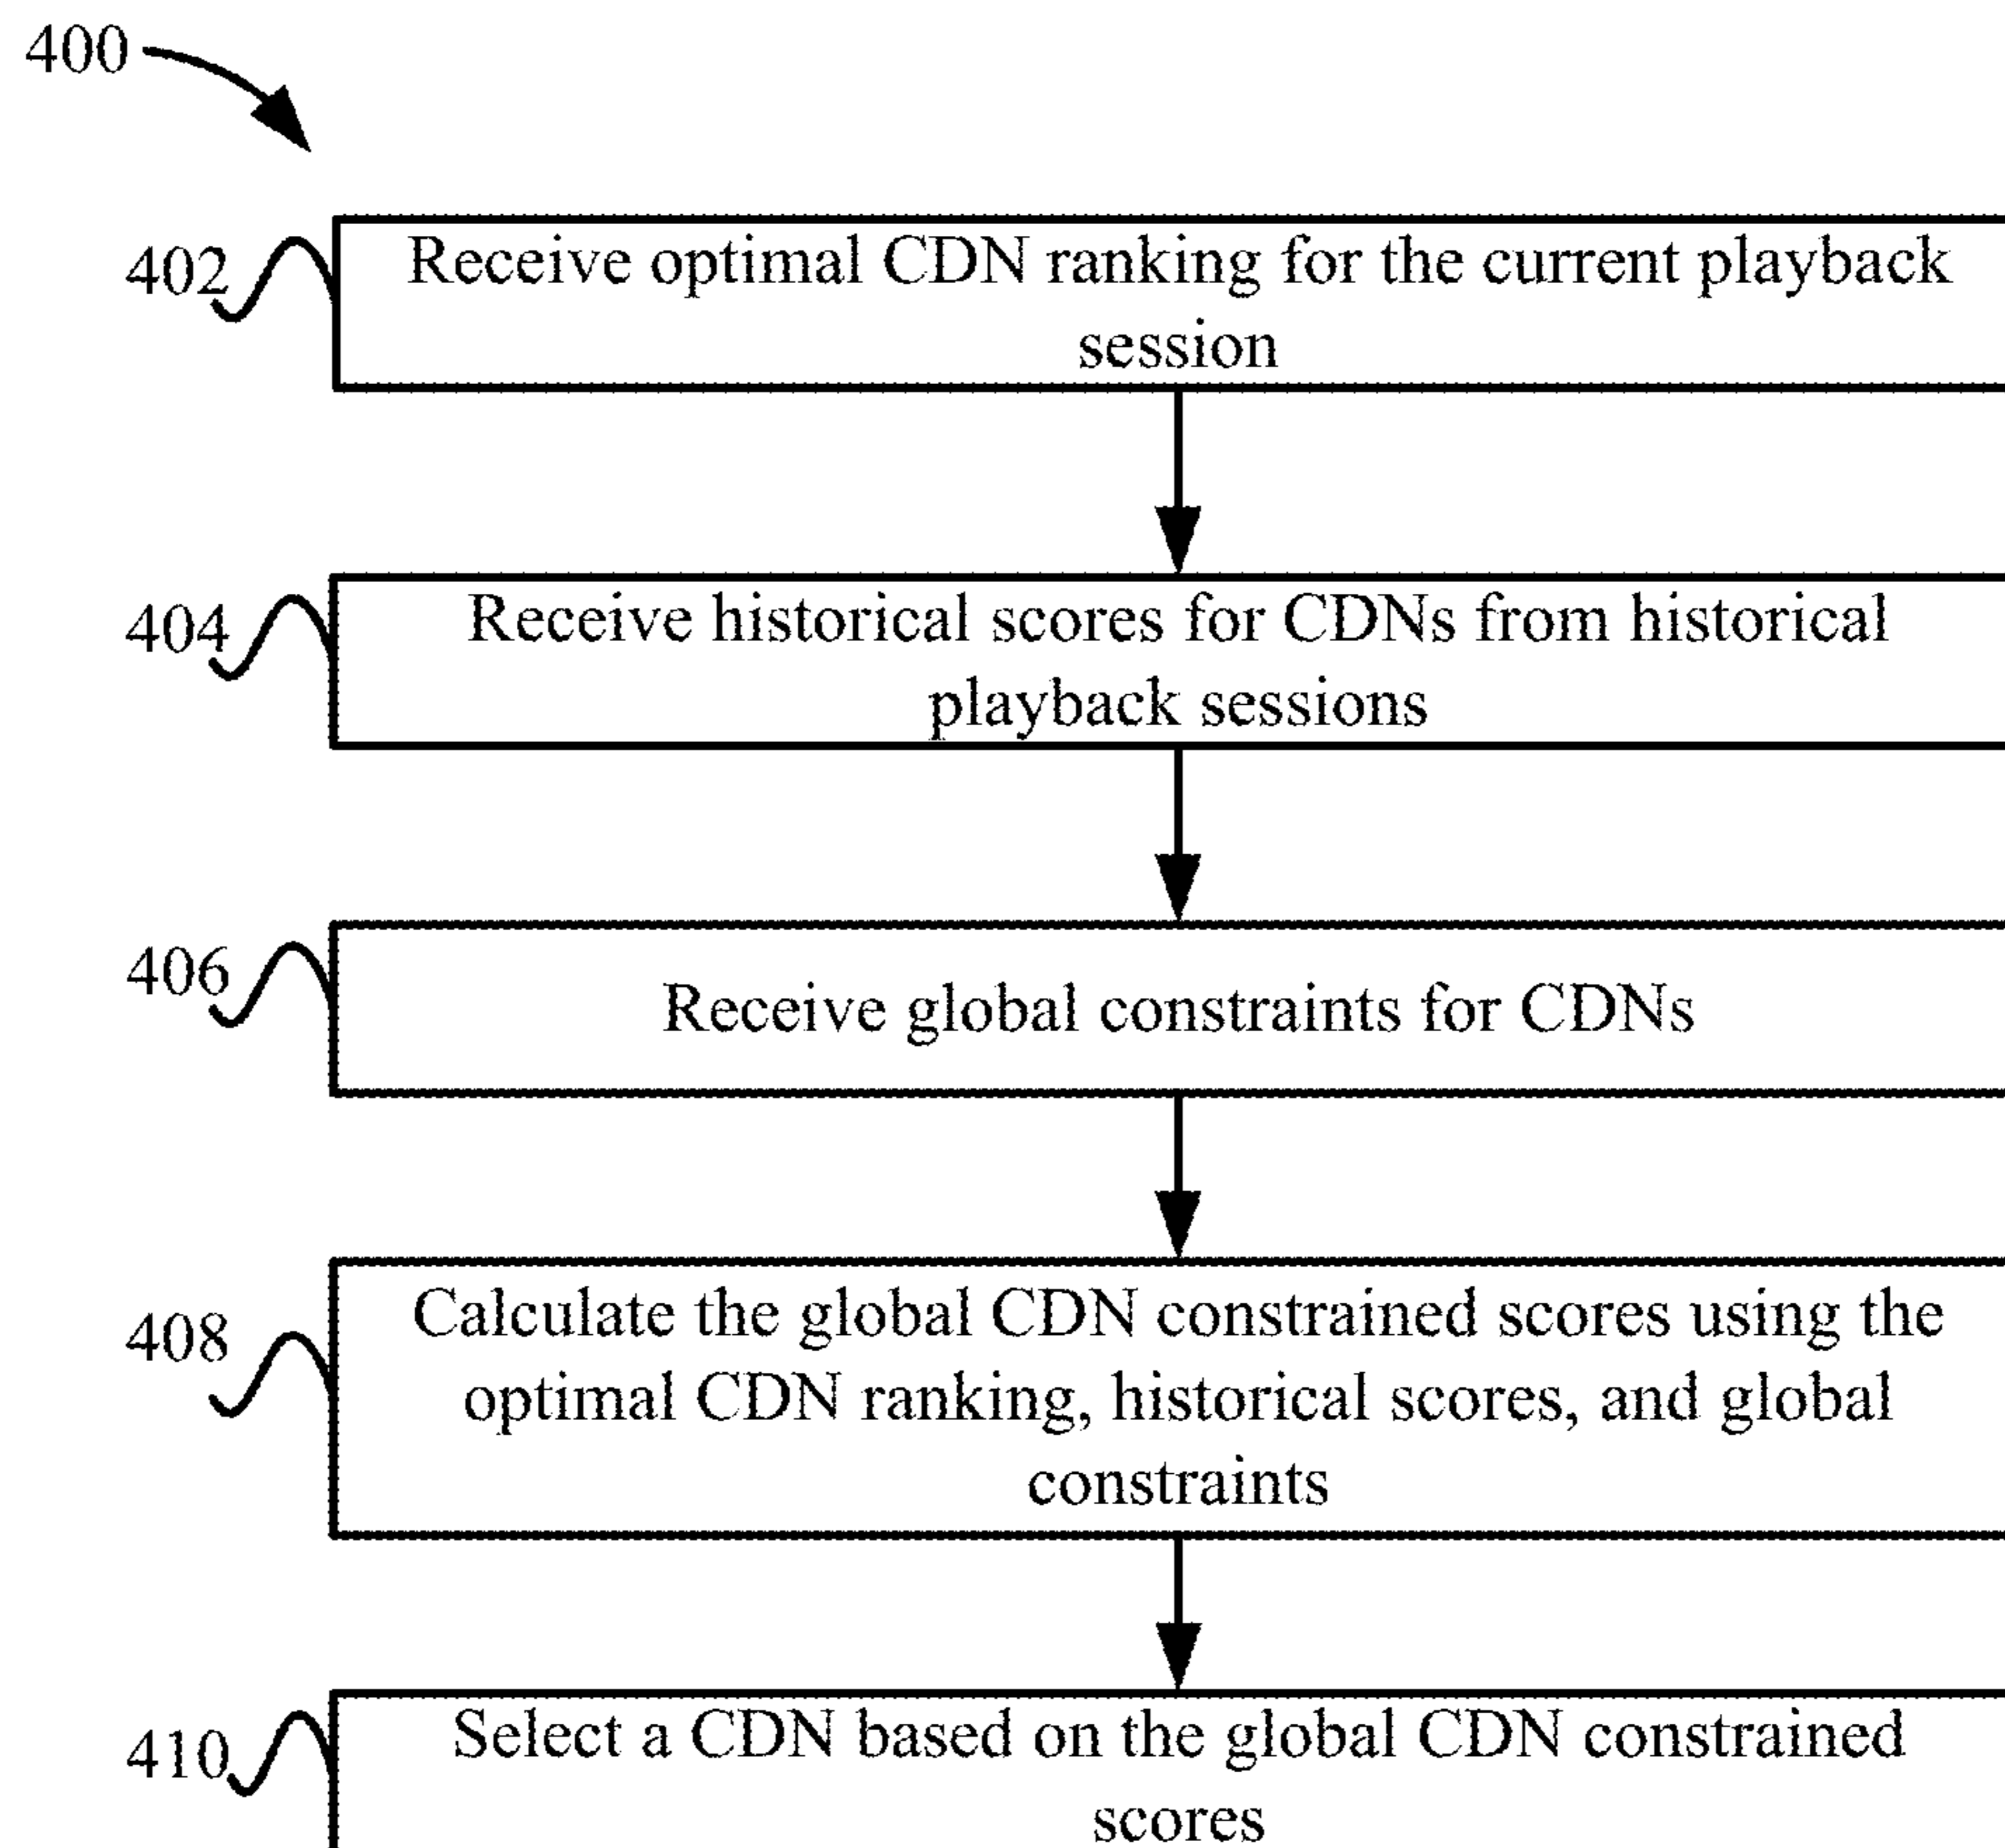 400
402
Receive optimal CDN ranking for the current playback
session
404
Receive historical scores for CDNs from historical
playback sessions
406
Receive global constraints for CDNs
408
Calculate the global CDN constrained scores using the
optimal CDN ranking, historical scores, and global
constraints
410
Select a CDN based on the global CDN constrained
scores